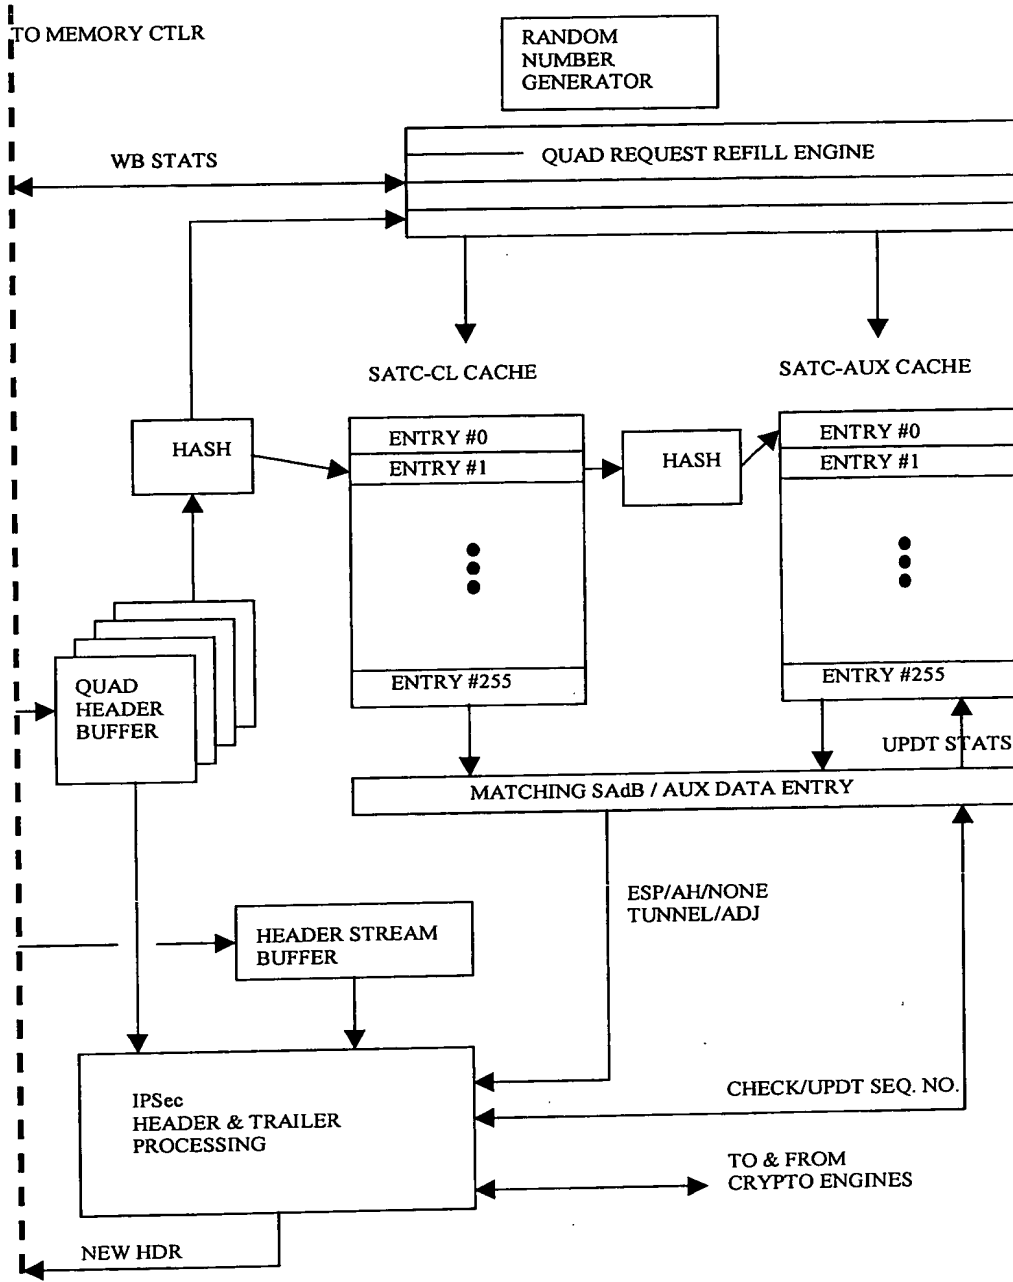 TO MEMORY CTLR
RANDOM
NUMBER
GENERATOR
WB STATS
QUAD REQUEST REFILL ENGINE
SATC-CL CACHE
SATC-AUX CACHE
HASH
ENTRY #0
ENTRY #1
HASH
ENTRY #0
ENTRY #1
ENTRY #255
ENTRY #255
QUAD
HEADER
BUFFER
UPDT STATS
MATCHING SAdB / AUX DATA ENTRY
ESP/AH/NONE
TUNNEL/ADJ
HEADER STREAM
BUFFER
IPSec
HEADER & TRAILER
PROCESSING
CHECK/UPDT SEQ. NO.
TO & FROM
CRYPTO ENGINES
NEW HDR